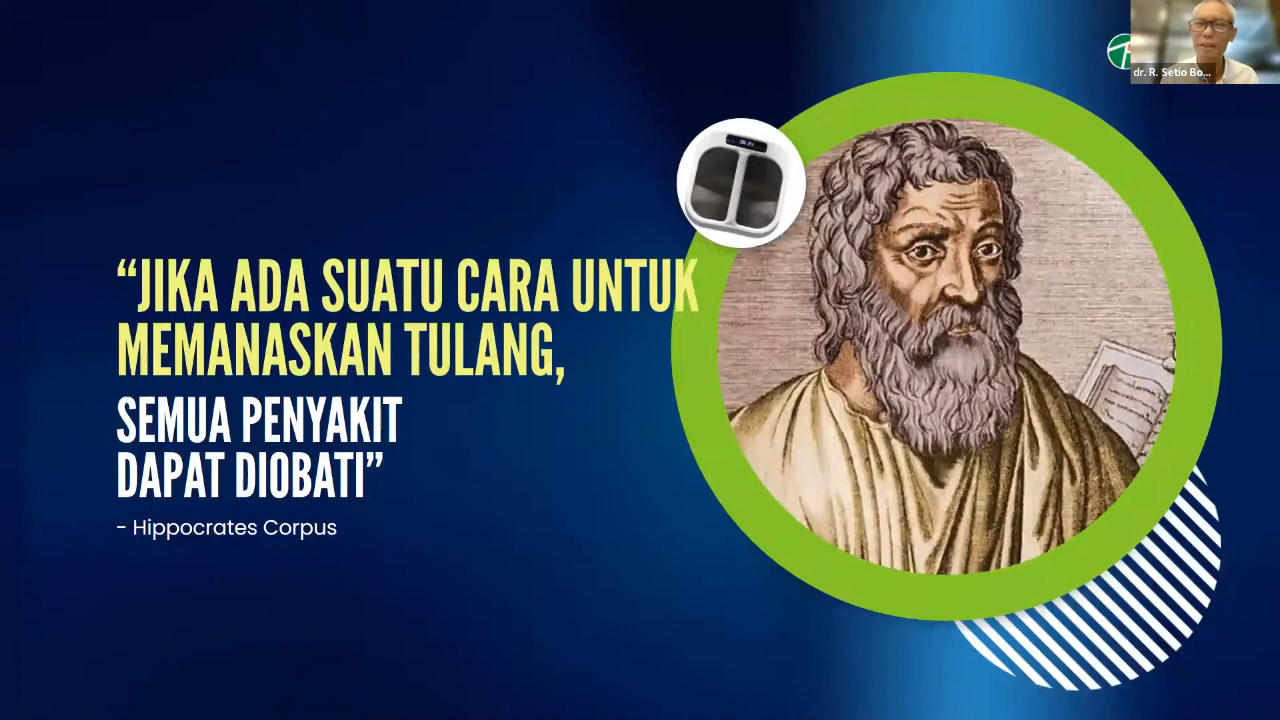 dr. R. Setio Bo...
“JIKA ADA SUATU CARA UNTUK
MEMANASKAN TULANG,
SEMUA PENYAKIT
DAPAT DIOBATI”
- Hippocrates Corpus